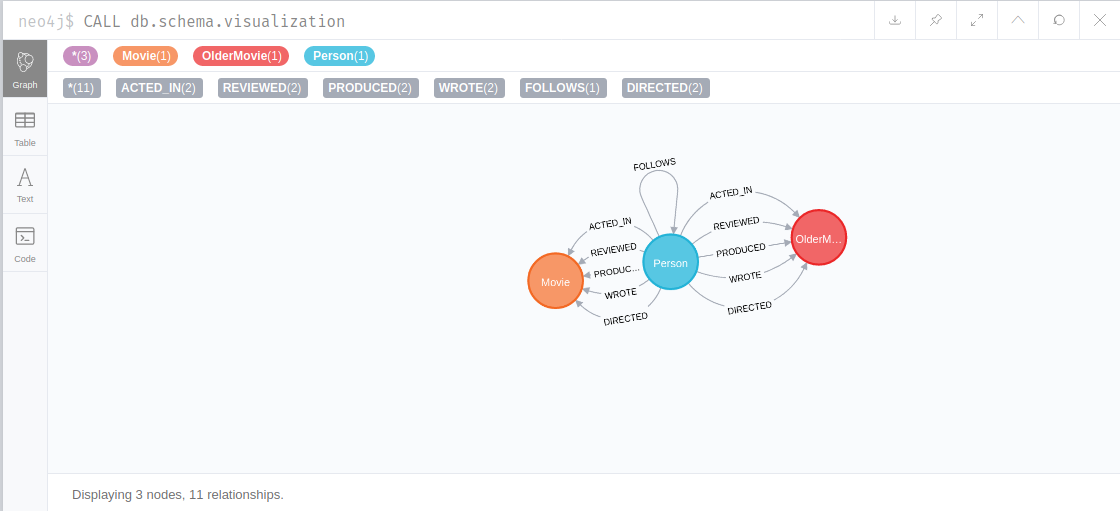 neo4j$ CALL db.schema.visualization
*(3) Movie(1) OlderMovie(1) Person(1)
*(11) ACTED_IN(2) REVIEWED(2) PRODUCED(2) WROTE(2) FOLLOWS(1) DIRECTED(2)
Graph
Table
Text
Code
FOLLOWS
ACTED_IN
REVIEWED
PRODUC...
WROTE
DIRECTED
Movie
Person
ACTED_IN
REVIEWED
PRODUCED
WROTE
DIRECTED
OlderM...
Displaying 3 nodes, 11 relationships.